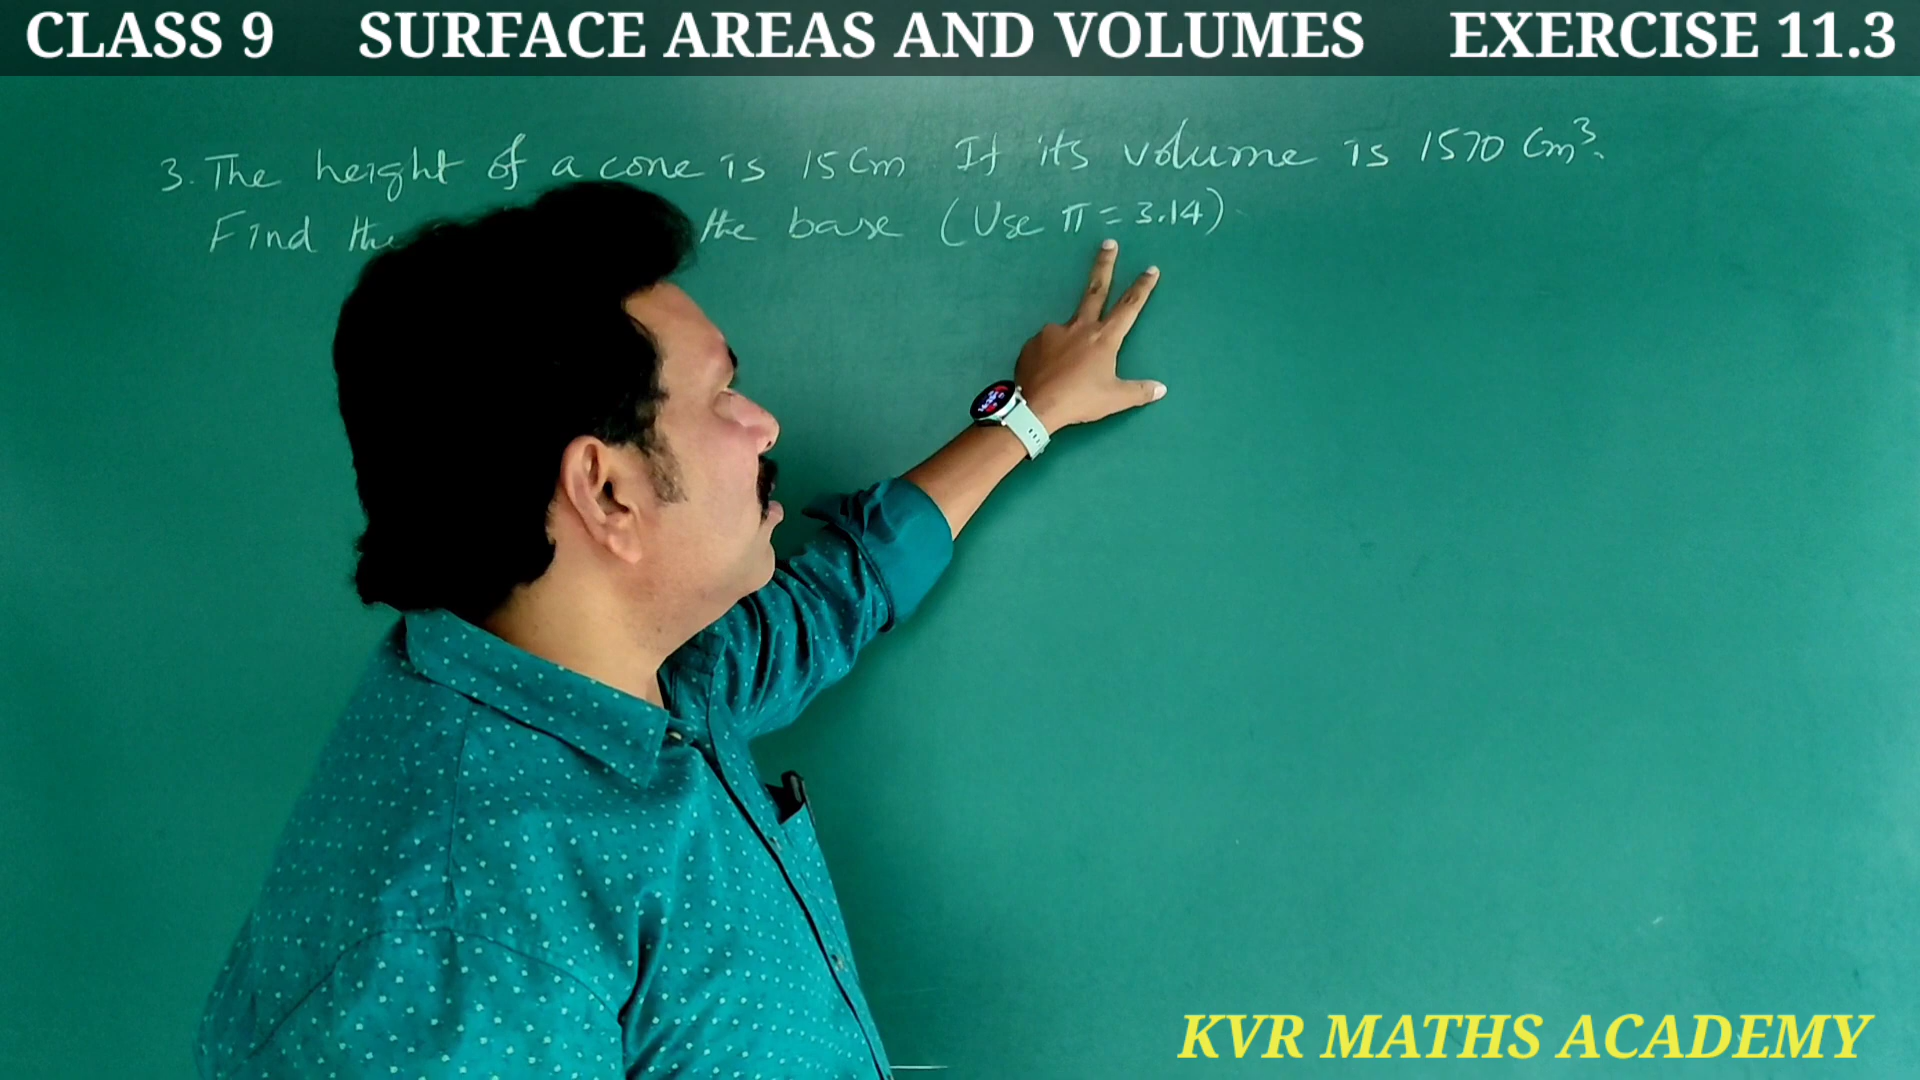 CLASS 9 SURFACE AREAS AND VOLUMES EXERCISE 11.3
3. The height of a cone is 15 Cm If its volume is 1570 Cm³.
Find the the base (Use π = 3.14)
KVR MATHS ACADEMY